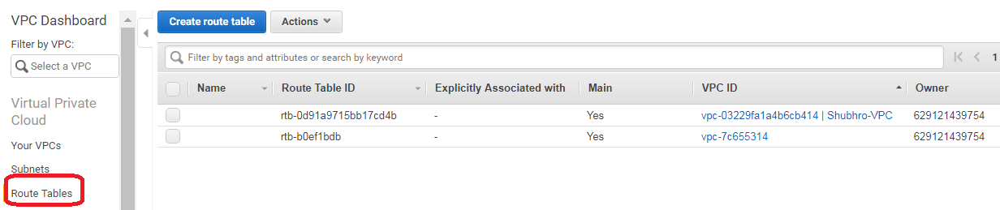 VPC Dashboard
Filter by VPC:
Select a VPC
Virtual Private
Cloud
Your VPCs
Subnets
Route Tables
Create route table Actions
Filter by tags and attributes or search by keyword 1
Name Route Table ID Explicitly Associated with Main VPC ID Owner
rtb-0d91a9715bb17cd4b - Yes vpc-03229fa1a4b6cb414 | Shubhro-VPC 629121439754
rtb-b0ef1bdb - Yes vpc-7c655314 629121439754